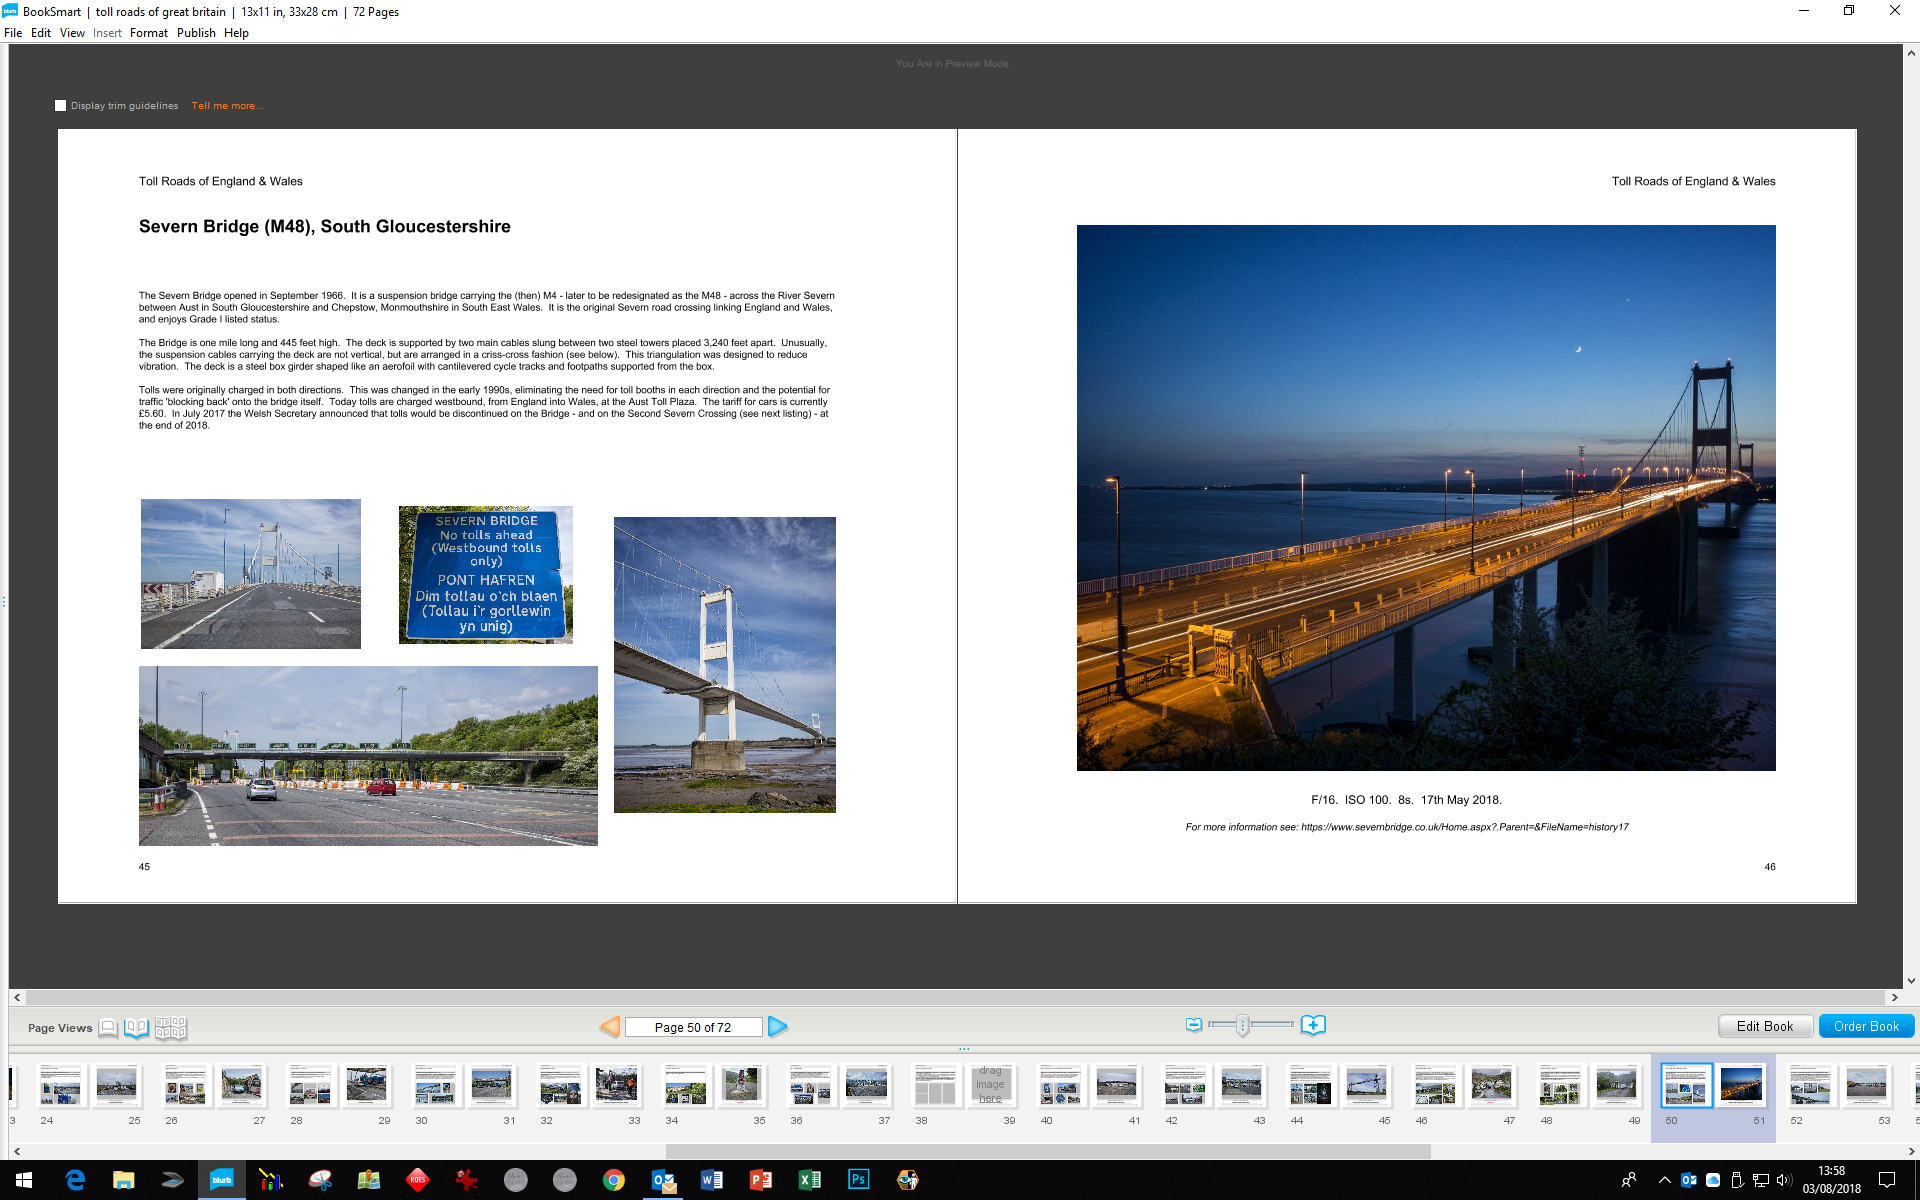 blurb BookSmart | toll roads of great britain | 13x11 in, 33x28 cm | 72 Pages
File Edit View Insert Format Publish Help
You Are in Preview Mode
Display trim guidelines Tell me more...
Toll Roads of England & Wales
Severn Bridge (M48), South Gloucestershire
The Severn Bridge opened in September 1966. It is a suspension bridge carrying the (then) M4 - later to be redesignated as the M48 - across the River Severn
between Aust in South Gloucestershire and Chepstow, Monmouthshire in South East Wales. It is the original Severn road crossing linking England and Wales,
and enjoys Grade I listed status.
The Bridge is one mile long and 445 feet high. The deck is supported by two main cables slung between two steel towers placed 3,240 feet apart. Unusually,
the suspension cables carrying the deck are not vertical, but are arranged in a criss-cross fashion (see below). This triangulation was designed to reduce
vibration. The deck is a steel box girder shaped like an aerofoil with cantilevered cycle tracks and footpaths supported from the box.
Tolls were originally charged in both directions. This was changed in the early 1990s, eliminating the need for toll booths in each direction and the potential for
traffic 'blocking back' onto the bridge itself. Today tolls are charged westbound, from England into Wales, at the Aust Toll Plaza. The tariff for cars is currently
£5.60. In July 2017 the Welsh Secretary announced that tolls would be discontinued on the Bridge - and on the Second Severn Crossing (see next listing) - at
the end of 2018.
SEVERN BRIDGE
No tolls ahead
(Westbound tolls
only)
PONT HAFREN
Dim tollau o'ch blaen
(Tollau i'r gorllewin
yn unig)
45
Toll Roads of England & Wales
F/16. ISO 100. 8s. 17th May 2018.
For more information see: https://www.severnbridge.co.uk/Home.aspx?.Parent=&FileName=history17
46
Page Views
Page 50 of 72
Edit Book
Order Book
drag
image
here
3 24 25 26 27 28 29 30 31 32 33 34 35 36 37 38 39 40 41 42 43 44 45 46 47 48 49 50 51 52 53 5
blurb
ROES
Ps
13:58
03/08/2018